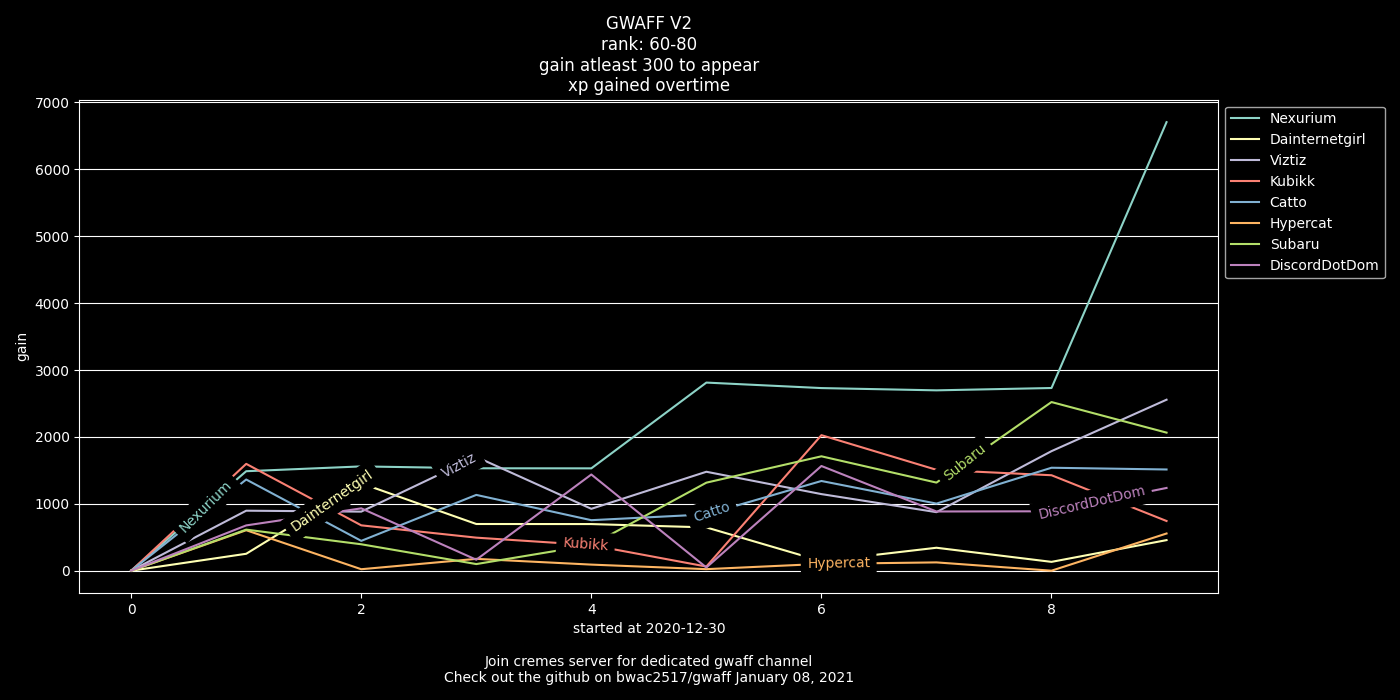 GWAFF V2
rank: 60-80
gain atleast 300 to appear
xp gained overtime
7000
6000
5000
4000
3000
2000
1000
0
gain
0 2 4 6 8
started at 2020-12-30
Nexurium
Dainternetgirl
Viztiz
Kubikk
Catto
Hypercat
Subaru
DiscordDotDom
Nexurium
Dainternetgirl
Viztiz
Kubikk
Catto
Hypercat
Subaru
DiscordDotDom
Join cremes server for dedicated gwaff channel
Check out the github on bwac2517/gwaff January 08, 2021